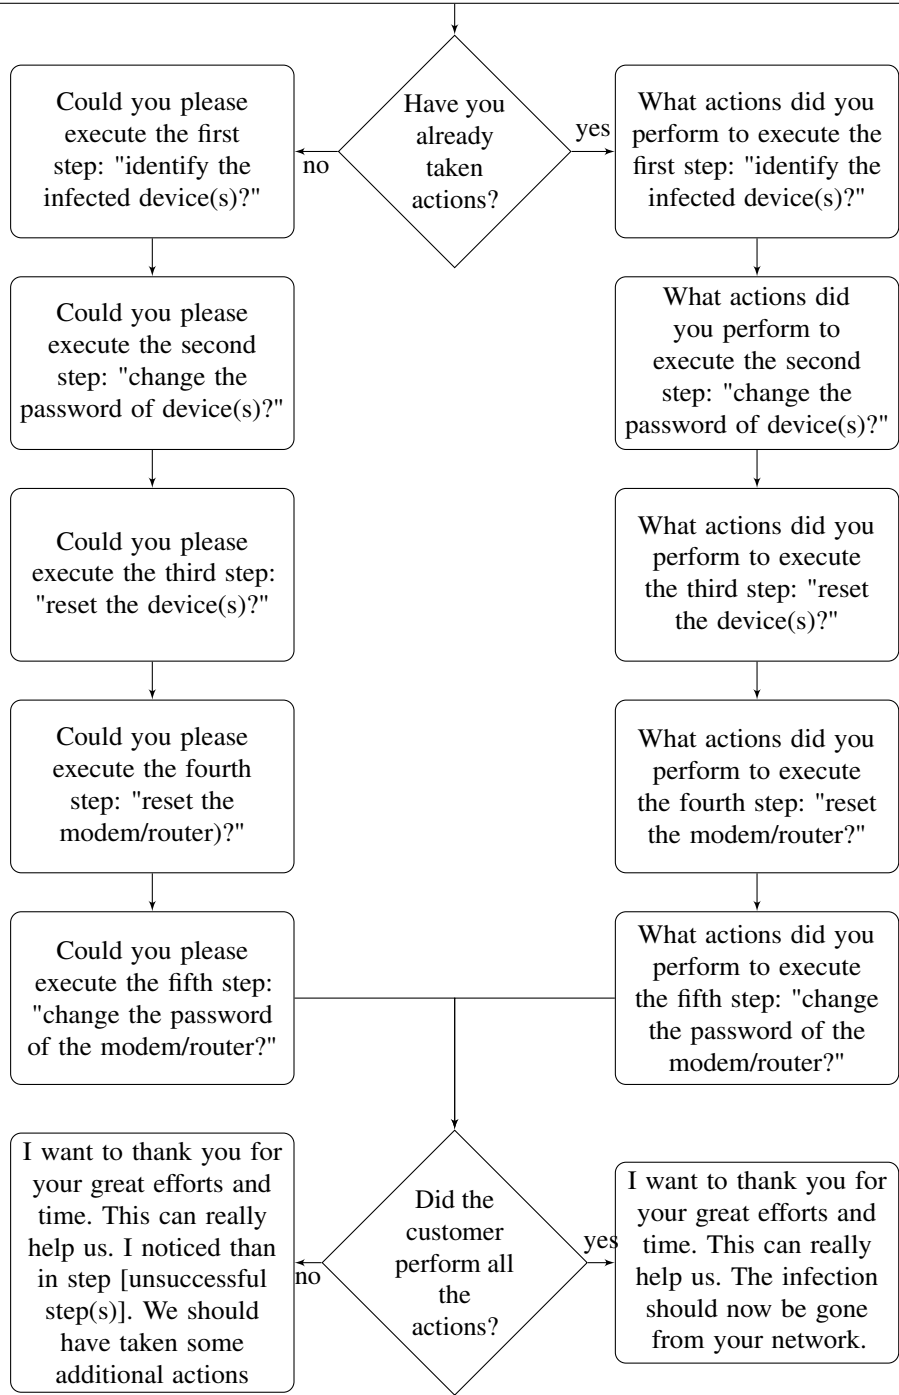 Have you
already
taken
actions?
no
yes
Could you please
execute the first
step: "identify the
infected device(s)?"
Could you please
execute the second
step: "change the
password of device(s)?"
Could you please
execute the third step:
"reset the device(s)?"
Could you please
execute the fourth
step: "reset the
modem/router)?"
Could you please
execute the fifth step:
"change the password
of the modem/router?"
What actions did you
perform to execute the
first step: "identify the
infected device(s)?"
What actions did
you perform to
execute the second
step: "change the
password of device(s)?"
What actions did you
perform to execute
the third step: "reset
the device(s)?"
What actions did you
perform to execute
the fourth step: "reset
the modem/router?"
What actions did you
perform to execute
the fifth step: "change
the password of the
modem/router?"
Did the
customer
perform all
the
actions?
no
yes
I want to thank you for
your great efforts and
time. This can really
help us. I noticed than
in step [unsuccessful
step(s)]. We should
have taken some
additional actions
I want to thank you for
your great efforts and
time. This can really
help us. The infection
should now be gone
from your network.